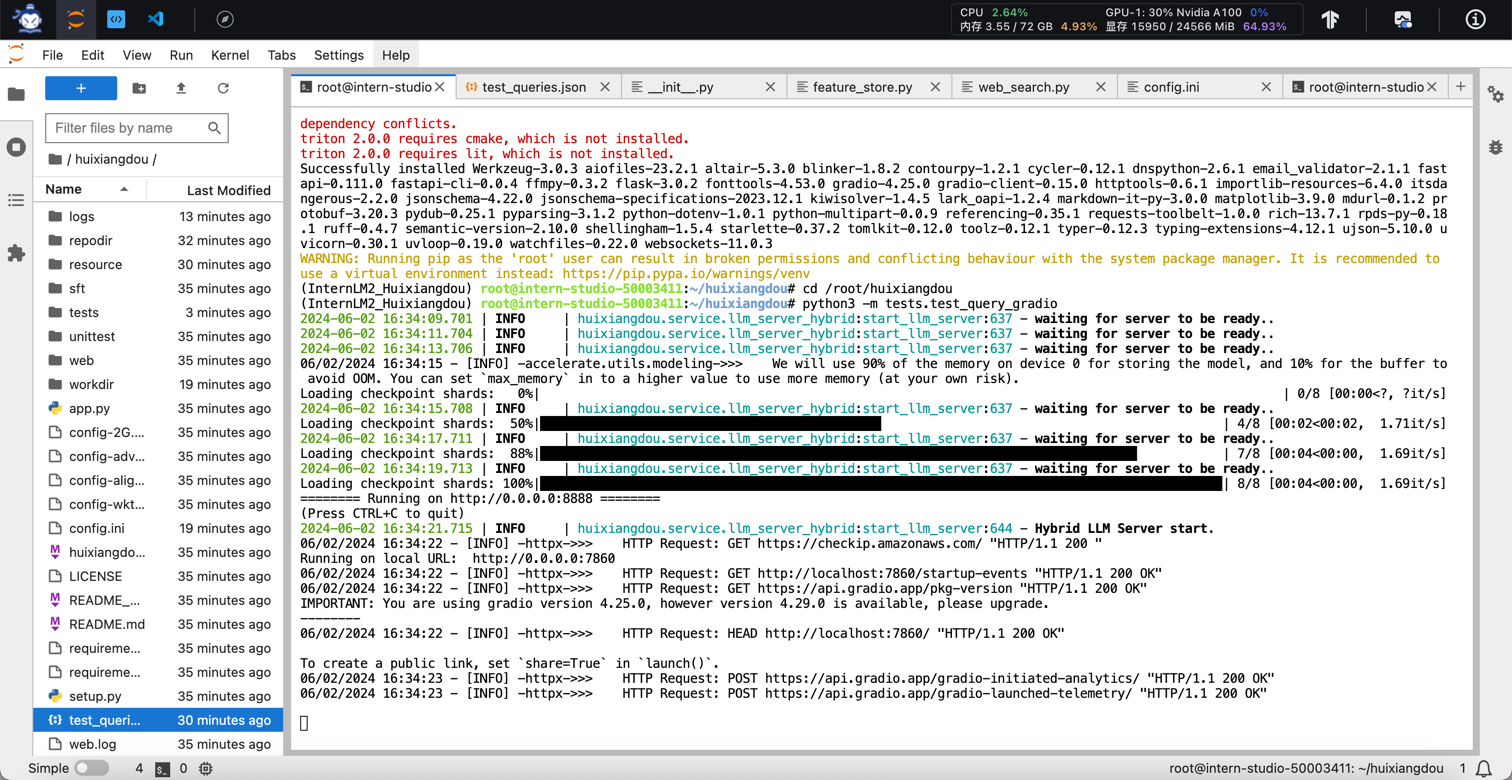 CPU 2.64% GPU-1: 30% Nvidia A100 0%
内存 3.55 / 72 GB 4.93% 显存 15950 / 24566 MiB 64.93%
File Edit View Run Kernel Tabs Settings Help
root@intern-studio test_queries.json __init__.py feature_store.py web_search.py config.ini root@intern-studio
Filter files by name
/ huixiangdou /
Name Last Modified
logs 13 minutes ago
repodir 32 minutes ago
resource 30 minutes ago
sft 35 minutes ago
tests 3 minutes ago
unittest 35 minutes ago
web 35 minutes ago
workdir 19 minutes ago
app.py 35 minutes ago
config-2G.... 35 minutes ago
config-adv... 35 minutes ago
config-alig... 35 minutes ago
config-wkt... 35 minutes ago
config.ini 19 minutes ago
huixiangdo... 35 minutes ago
LICENSE 35 minutes ago
README_... 35 minutes ago
README.md 35 minutes ago
requireme... 35 minutes ago
requireme... 35 minutes ago
setup.py 35 minutes ago
test_queri... 30 minutes ago
web.log 35 minutes ago
dependency conflicts.
triton 2.0.0 requires cmake, which is not installed.
triton 2.0.0 requires lit, which is not installed.
Successfully installed Werkzeug-3.0.3 aiofiles-23.2.1 altair-5.3.0 blinker-1.8.2 contourpy-1.2.1 cycler-0.12.1 dnspython-2.6.1 email_validator-2.1.1 fast
api-0.111.0 fastapi-cli-0.0.4 ffmpy-0.3.2 flask-3.0.2 fonttools-4.53.0 gradio-4.25.0 gradio-client-0.15.0 httptools-0.6.1 importlib-resources-6.4.0 itsda
ngerous-2.2.0 jsonschema-4.22.0 jsonschema-specifications-2023.12.1 kiwisolver-1.4.5 lark_oapi-1.2.4 markdown-it-py-3.0.0 matplotlib-3.9.0 mdurl-0.1.2 pr
otobuf-3.20.3 pydub-0.25.1 pyparsing-3.1.2 python-dotenv-1.0.1 python-multipart-0.0.9 referencing-0.35.1 requests-toolbelt-1.0.0 rich-13.7.1 rpds-py-0.18
.1 ruff-0.4.7 semantic-version-2.10.0 shellingham-1.5.4 starlette-0.37.2 tomlkit-0.12.0 toolz-0.12.1 typer-0.12.3 typing-extensions-4.12.1 ujson-5.10.0 u
vicorn-0.30.1 uvloop-0.19.0 watchfiles-0.22.0 websockets-11.0.3
WARNING: Running pip as the 'root' user can result in broken permissions and conflicting behaviour with the system package manager. It is recommended to
use a virtual environment instead: https://pip.pypa.io/warnings/venv
(InternLM2_Huixiangdou) root@intern-studio-50003411:~/huixiangdou# cd /root/huixiangdou
(InternLM2_Huixiangdou) root@intern-studio-50003411:~/huixiangdou# python3 -m tests.test_query_gradio
2024-06-02 16:34:09.701 | INFO | huixiangdou.service.llm_server_hybrid:start_llm_server:637 - waiting for server to be ready..
2024-06-02 16:34:11.704 | INFO | huixiangdou.service.llm_server_hybrid:start_llm_server:637 - waiting for server to be ready..
2024-06-02 16:34:13.706 | INFO | huixiangdou.service.llm_server_hybrid:start_llm_server:637 - waiting for server to be ready..
06/02/2024 16:34:15 - [INFO] -accelerate.utils.modeling->>> We will use 90% of the memory on device 0 for storing the model, and 10% for the buffer to
avoid OOM. You can set `max_memory` in to a higher value to use more memory (at your own risk).
Loading checkpoint shards: 0%| | 0/8 [00:00<?, ?it/s]
2024-06-02 16:34:15.708 | INFO | huixiangdou.service.llm_server_hybrid:start_llm_server:637 - waiting for server to be ready..
Loading checkpoint shards: 50%| | 4/8 [00:02<00:02, 1.71it/s]
2024-06-02 16:34:17.711 | INFO | huixiangdou.service.llm_server_hybrid:start_llm_server:637 - waiting for server to be ready..
Loading checkpoint shards: 88%| | 7/8 [00:04<00:00, 1.69it/s]
2024-06-02 16:34:19.713 | INFO | huixiangdou.service.llm_server_hybrid:start_llm_server:637 - waiting for server to be ready..
Loading checkpoint shards: 100%| | 8/8 [00:04<00:00, 1.69it/s]
======== Running on http://0.0.0.0:8888 ========
(Press CTRL+C to quit)
2024-06-02 16:34:21.715 | INFO | huixiangdou.service.llm_server_hybrid:start_llm_server:644 - Hybrid LLM Server start.
06/02/2024 16:34:22 - [INFO] -httpx->>> HTTP Request: GET https://checkip.amazonaws.com/ "HTTP/1.1 200 "
Running on local URL: http://0.0.0.0:7860
06/02/2024 16:34:22 - [INFO] -httpx->>> HTTP Request: GET http://localhost:7860/startup-events "HTTP/1.1 200 OK"
06/02/2024 16:34:22 - [INFO] -httpx->>> HTTP Request: GET https://api.gradio.app/pkg-version "HTTP/1.1 200 OK"
IMPORTANT: You are using gradio version 4.25.0, however version 4.29.0 is available, please upgrade.
--------
06/02/2024 16:34:22 - [INFO] -httpx->>> HTTP Request: HEAD http://localhost:7860/ "HTTP/1.1 200 OK"
To create a public link, set `share=True` in `launch()`.
06/02/2024 16:34:23 - [INFO] -httpx->>> HTTP Request: POST https://api.gradio.app/gradio-initiated-analytics/ "HTTP/1.1 200 OK"
06/02/2024 16:34:23 - [INFO] -httpx->>> HTTP Request: POST https://api.gradio.app/gradio-launched-telemetry/ "HTTP/1.1 200 OK"
Simple 4 0 root@intern-studio-50003411: ~/huixiangdou 1